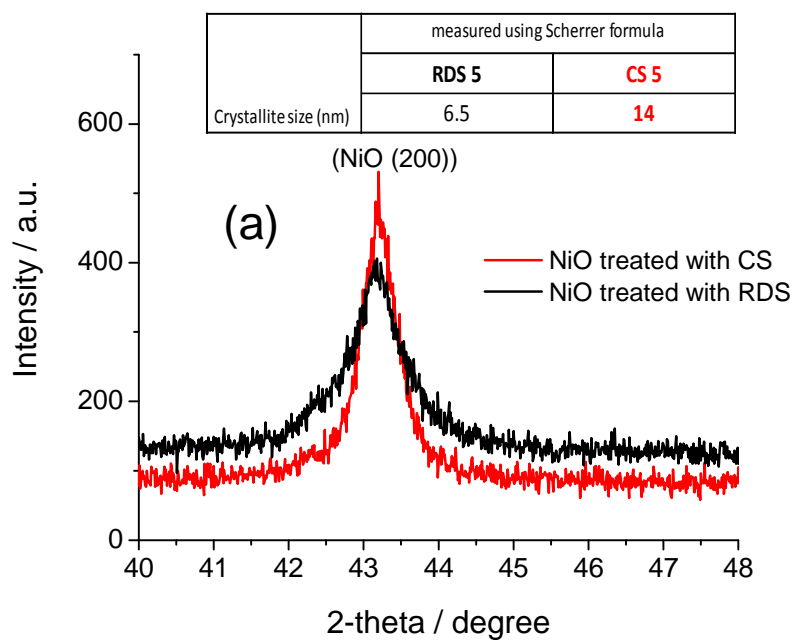 measured using Scherrer formula
RDS 5 CS 5
Crystallite size (nm) 6.5 14
600
(NiO (200))
(a)
NiO treated with CS
400
NiO treated with RDS
Intensity / a.u.
200
0
40 41 42 43 44 45 46 47 48
2-theta / degree